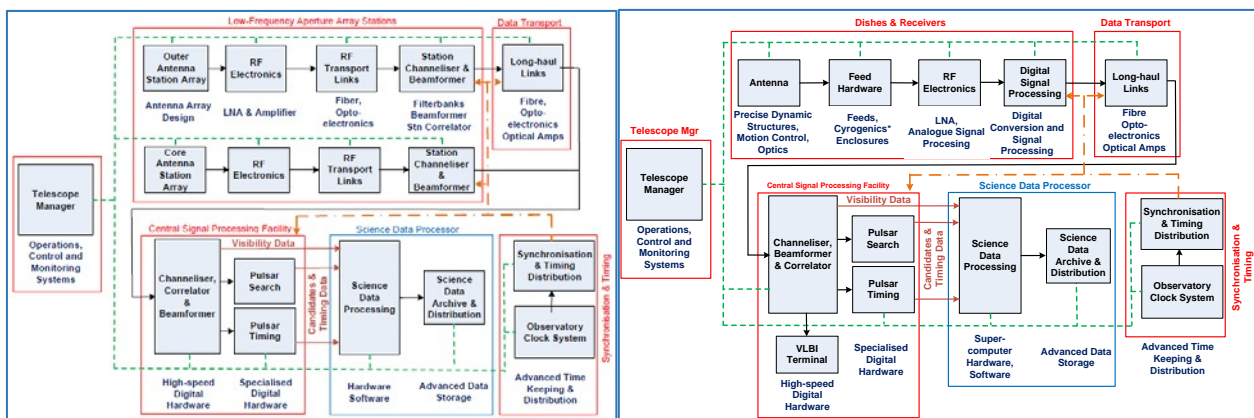 Low-Frequency Aperture Array Stations
Data Transport
Outer
Antenna
Station Array
RF
Electronics
RF
Transport
Links
Station
Channeliser &
Beamformer
Long-haul
Links
Antenna Array
Design
LNA & Amplifier
Fiber,
Opto-
electronics
Filterbanks
Beamformer
Stn Correlator
Fibre,
Opto-
electronics
Optical Amps
Core
Antenna
Station
Array
RF
Electronics
RF
Transport
Links
Station
Channeliser
&
Beamformer
Telescope
Manager
Operations,
Control and
Monitoring
Systems
Central Signal Processing Facility
Visibility Data
Science Data Processor
Channeliser,
Correlator
&
Beamformer
Pulsar
Search
Pulsar
Timing
Candidates &
Timing Data
Science
Data
Processing
Science
Data
Archive &
Distribution
Synchronisation
& Timing
Distribution
Observatory
Clock System
Synchronisation & Timing
High-speed
Digital
Hardware
Specialised
Digital
Hardware
Hardware
Software
Advanced Data
Storage
Advanced Time
Keeping &
Distribution
Dishes & Receivers
Data Transport
Antenna
Feed
Hardware
RF
Electronics
Digital
Signal
Processing
Long-haul
Links
Precise Dynamic
Structures,
Motion Control,
Optics
Feeds,
Cyrogenics*
Enclosures
LNA,
Analogue Signal
Procesing
Digital
Conversion and
Signal Processing
Fibre
Opto-
electronics
Optical Amps
Telescope Mgr
Telescope
Manager
Operations,
Control and
Monitoring
Systems
Central Signal Processing Facility
Visibility Data
Science Data Processor
Channeliser,
Beamformer
& Correlator
Pulsar
Search
Pulsar
Timing
Candidates &
Timing Data
Science
Data
Processing
Science
Data
Archive &
Distribution
Synchronisation
& Timing
Distribution
Observatory
Clock System
Synchronisation &
Timing
VLBI
Terminal
High-speed
Digital
Hardware
Specialised
Digital
Hardware
Super-
computer
Hardware,
Software
Advanced Data
Storage
Advanced Time
Keeping &
Distribution